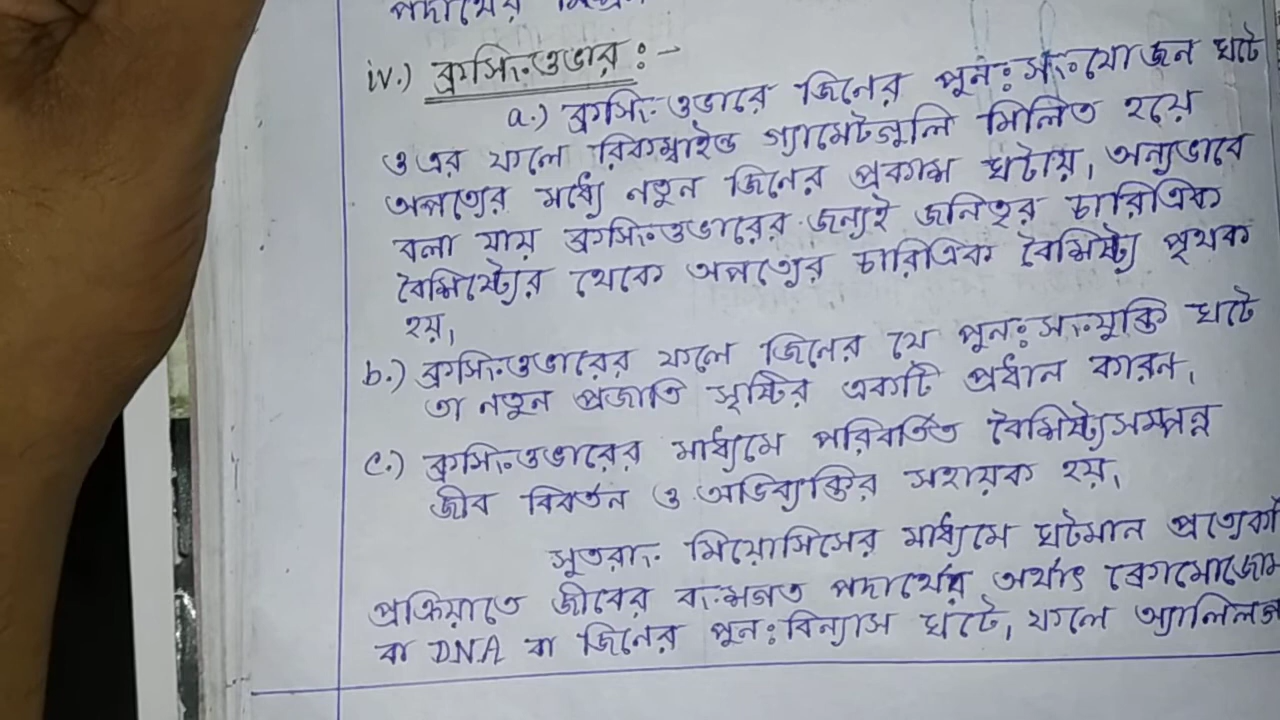 পদার্থের
iv.) ক্রসিংওভার :-
a.) ক্রসিংওভারে জিনের পুনঃসংযোজন ঘটে
ও এর ফলে রিকম্বাইন্ড গ্যামেটগুলি মিলিত হয়ে
অপত্যের মধ্যে নতুন জিনের প্রকাশ ঘটায়। অন্যভাবে
বলা যায় ক্রসিংওভারের জন্যই জনিতৃর চারিত্রিক
বৈশিষ্ট্যের থেকে অপত্যের চারিত্রিক বৈশিষ্ট্য পৃথক
হয়।
b.) ক্রসিংওভারের ফলে জিনের যে পুনঃসংযুক্তি ঘটে
তা নতুন প্রজাতি সৃষ্টির একটি প্রধান কারন।
c.) ক্রসিংওভারের মাধ্যমে পরিবর্তিত বৈশিষ্ট্যসম্পন্ন
জীব বিবর্তন ও অভিব্যক্তির সহায়ক হয়।
সুতরাং মিয়োসিসের মাধ্যমে ঘটমান প্রত্যেকটি
প্রক্রিয়াতে জীবের বংশগত পদার্থের অর্থাৎ ক্রোমোজোম
বা DNA বা জিনের পুনঃবিন্যাস ঘটে, ফলে